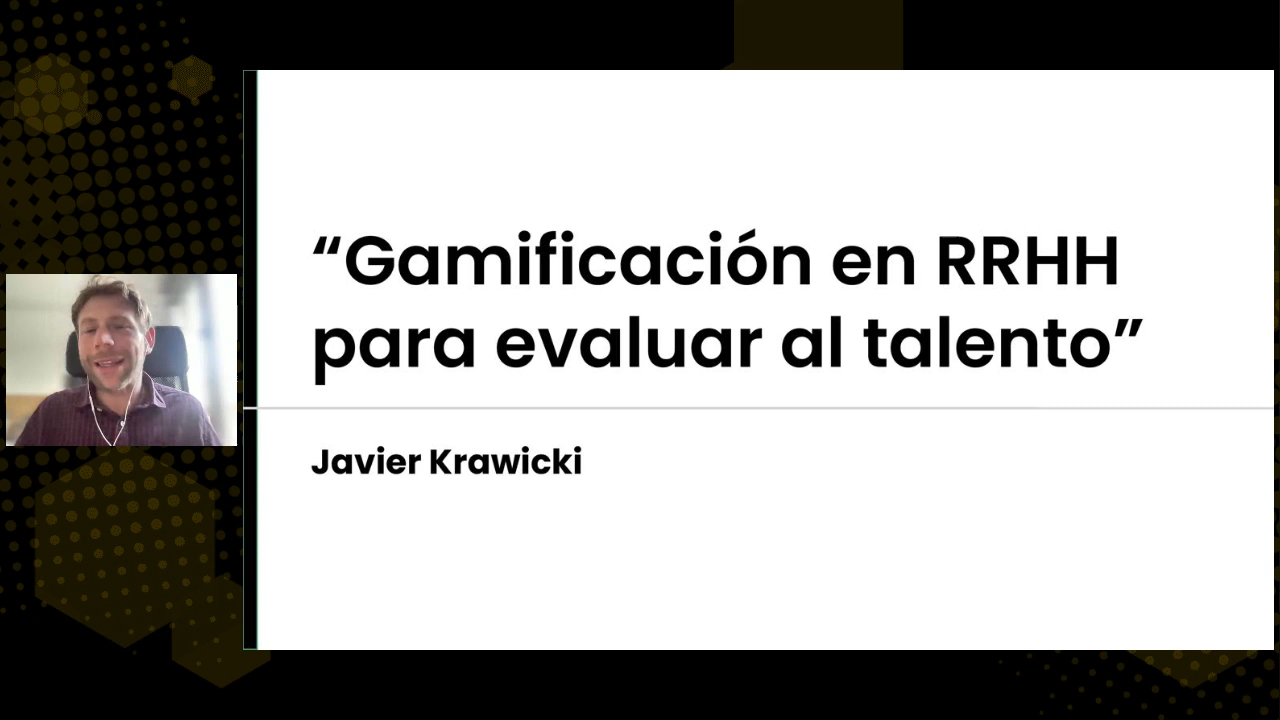 “Gamificación en RRHH
para evaluar al talento”
Javier Krawicki